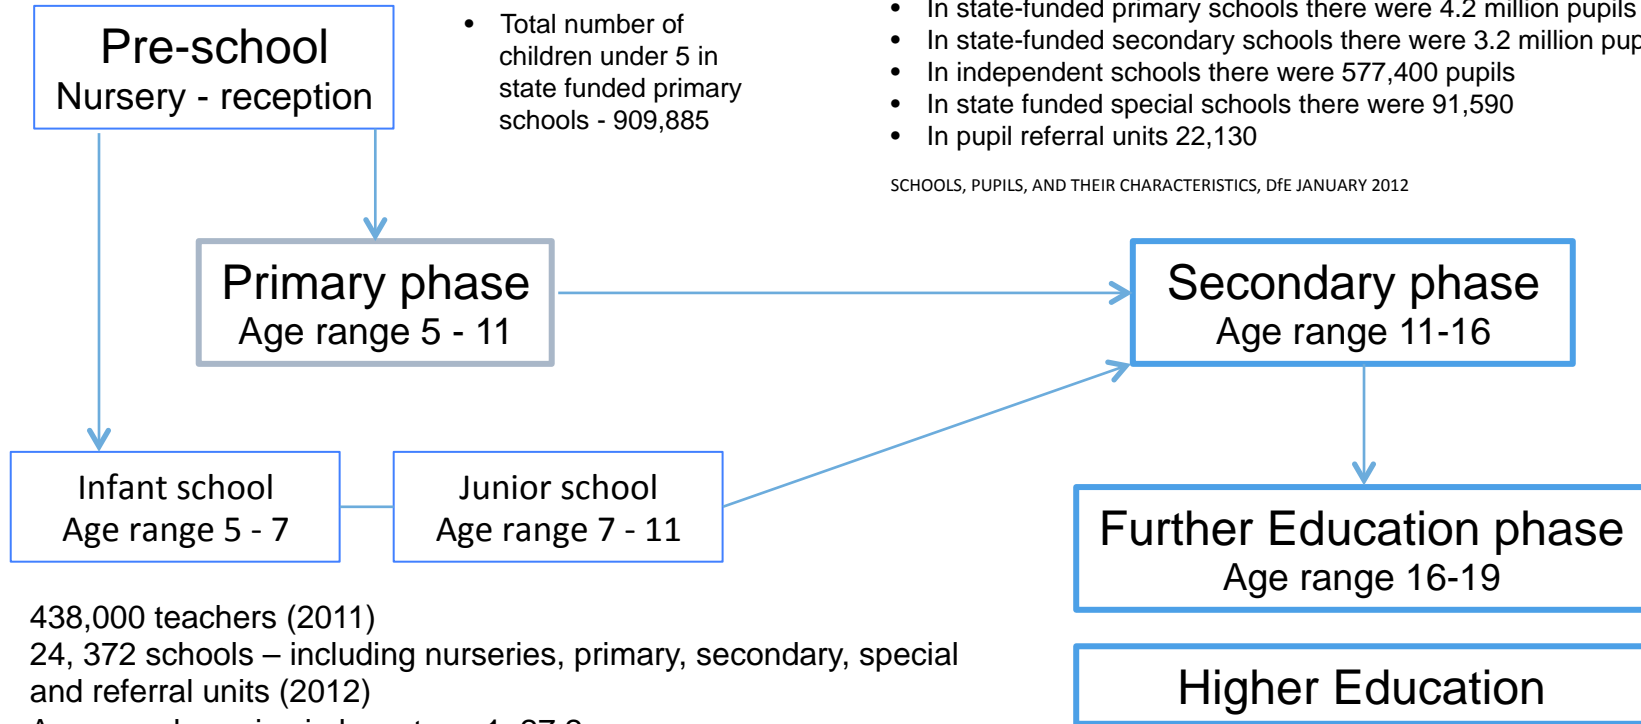 Pre-school
Nursery - reception
• Total number of
children under 5 in
state funded primary
schools - 909,885
• In state-funded primary schools there were 4.2 million pupils
• In state-funded secondary schools there were 3.2 million
• In independent schools there were 577,400 pupils
• In state funded special schools there were 91,590
• In pupil referral units 22,130
SCHOOLS, PUPILS, AND THEIR CHARACTERISTICS, DfE JANUARY 2012
Primary phase
Age range 5 - 11
Secondary phase
Age range 11-16
Infant school
Age range 5 - 7
Junior school
Age range 7 - 11
Further Education phase
Age range 16-19
Higher Education
438,000 teachers (2011)
24, 372 schools – including nurseries, primary, secondary, special
and referral units (2012)